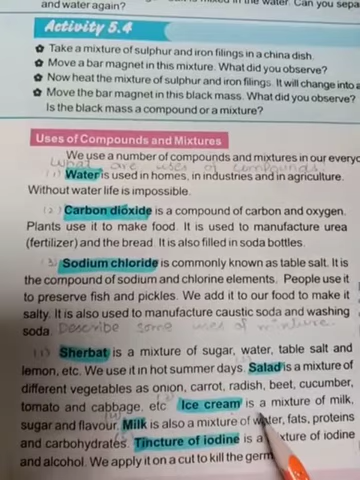 and water again?
mixed in the water. Can you sepa
Activity 5.4
Take a mixture of sulphur and iron filings in a china dish.
Move a bar magnet in this mixture. What did you observe?
Now heat the mixture of sulphur and iron filings. It will change into a
Move the bar magnet in this black mass. What did you observe?
Is the black mass a compound or a mixture?
Uses of Compounds and Mixtures
We use a number of compounds and mixtures in our everyd
What are uses of compounds.
(1) Water is used in homes, in industries and in agriculture.
Without water life is impossible.
(2) Carbon dioxide is a compound of carbon and oxygen.
Plants use it to make food. It is used to manufacture urea
(fertilizer) and the bread. It is also filled in soda bottles.
(3) Sodium chloride is commonly known as table salt. It is
the compound of sodium and chlorine elements. People use it
to preserve fish and pickles. We add it to our food to make it
salty. It is also used to manufacture caustic soda and washing
soda. Describe some uses of mixture.
(1) Sherbat is a mixture of sugar, water, table salt and
lemon, etc. We use it in hot summer days. Salad is a mixture of
different vegetables as onion, carrot, radish, beet, cucumber,
tomato and cabbage, etc Ice cream is a mixture of milk,
sugar and flavour. Milk is also a mixture of water, fats, proteins
and carbohydrates. Tincture of iodine is a mixture of iodine
and alcohol. We apply it on a cut to kill the germ